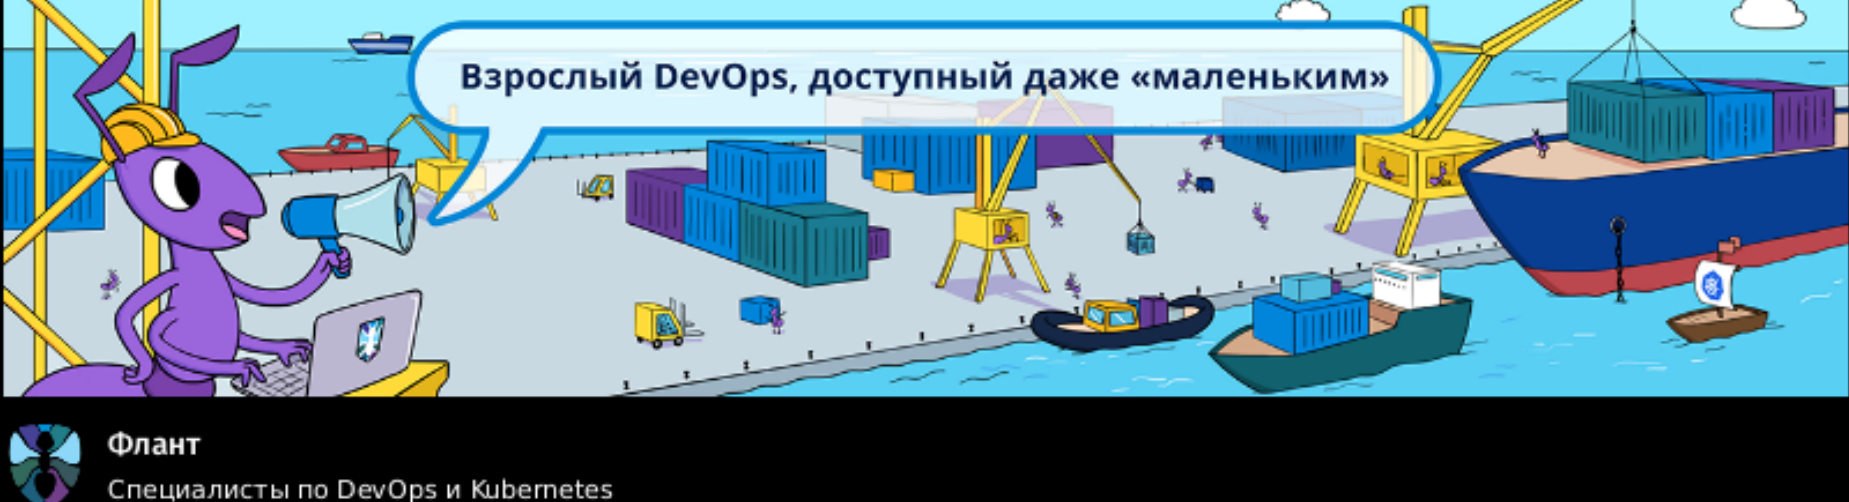 Взрослый DevOps, доступный даже «маленьким»
Флант
Специалисты по DevOps и Kubernetes